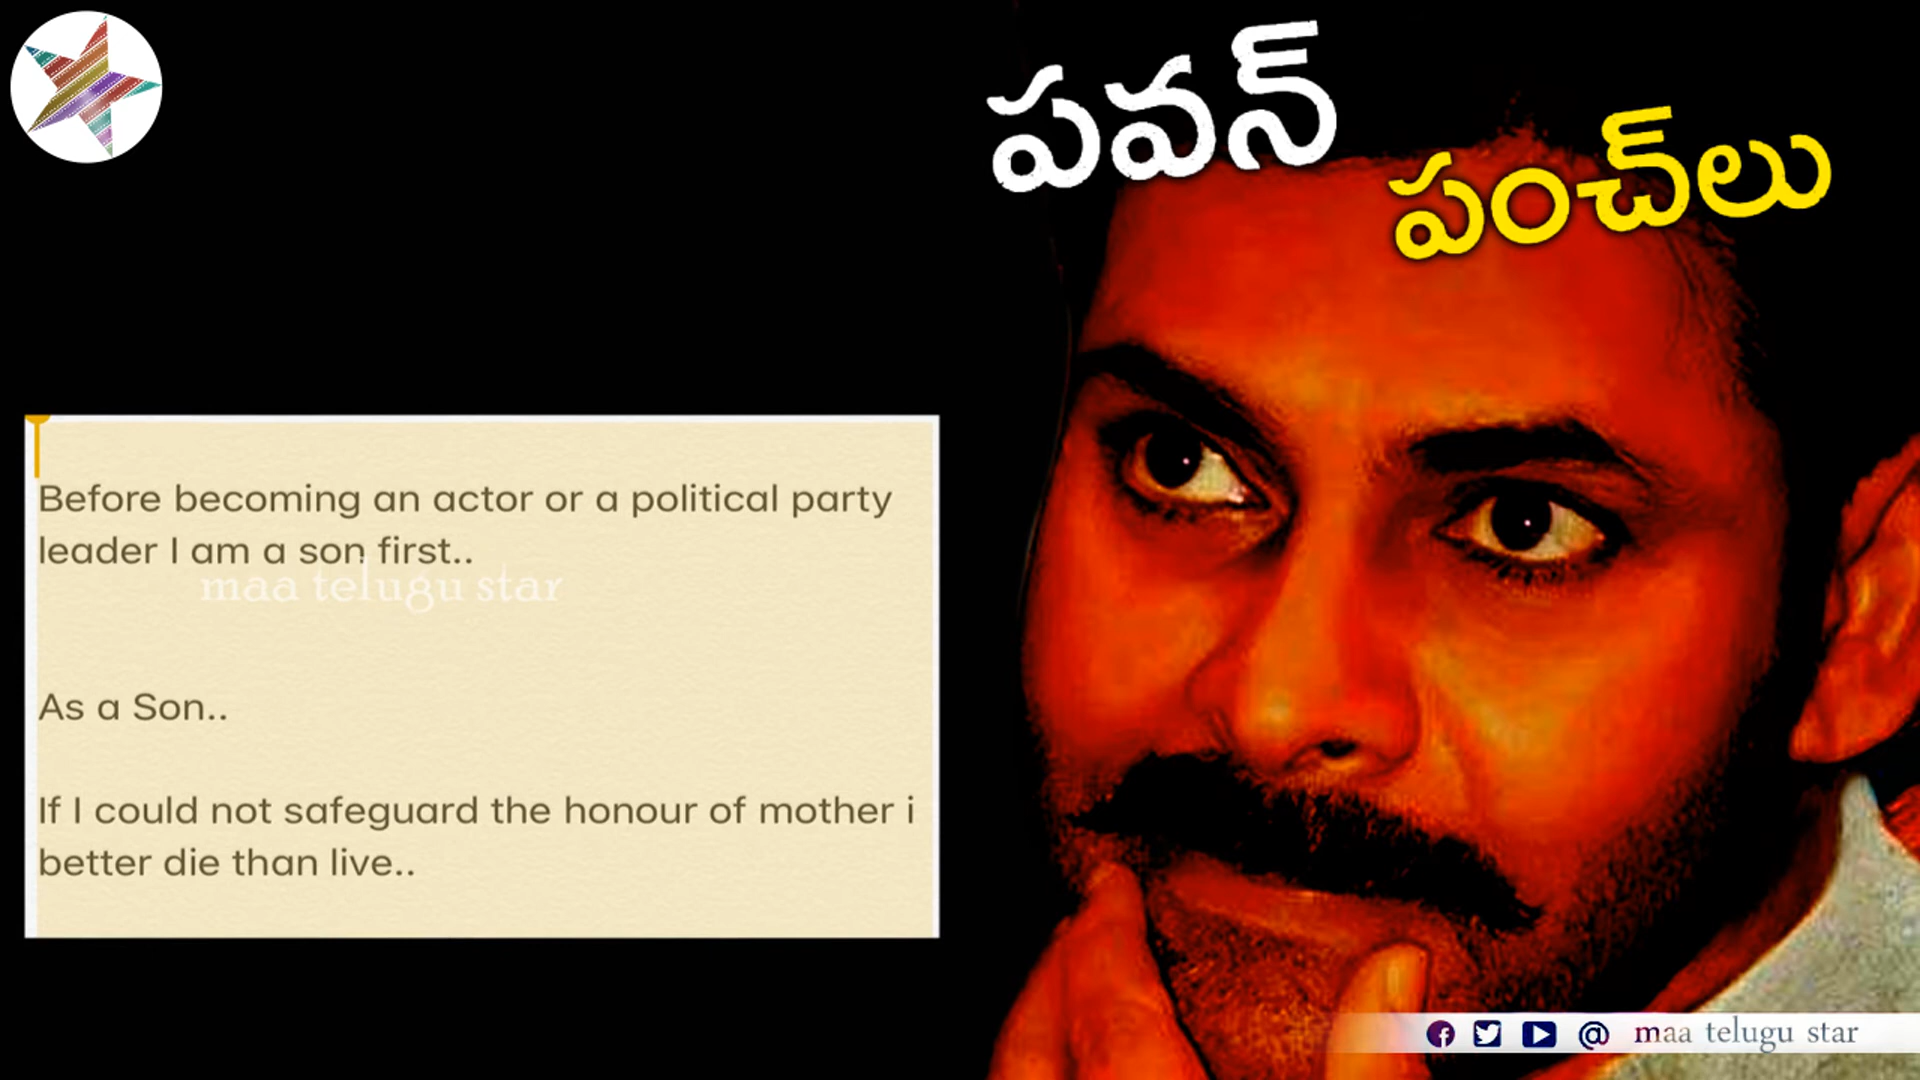 పవన్
పంచ్‌లు
Before becoming an actor or a political party
leader I am a son first..
maa telugu star
As a Son..
If I could not safeguard the honour of mother i
better die than live..
maa telugu star